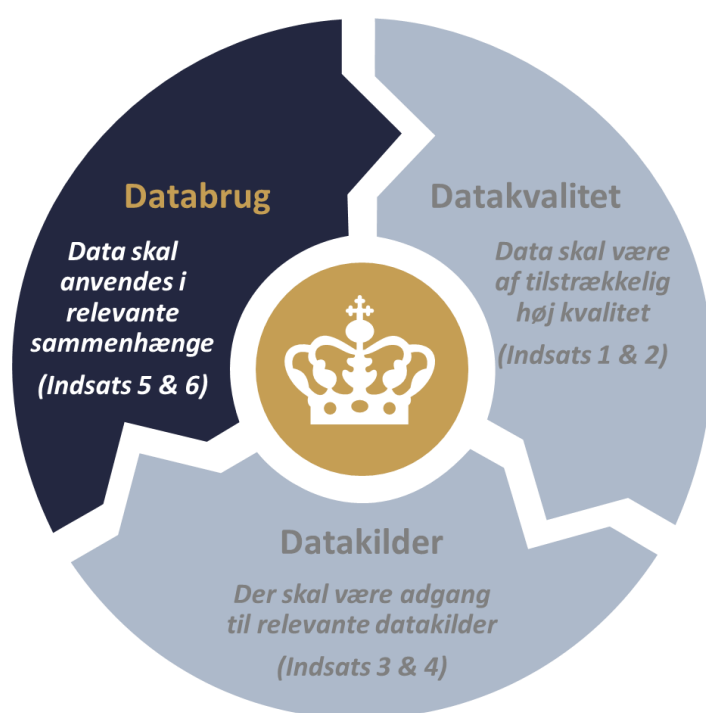 Databrug
Data skal
anvendes i
relevante
sammenhænge
(Indsats 5 & 6)
Datakvalitet
Data skal være
af tilstrækkelig
høj kvalitet
(Indsats 1 & 2)
Datakilder
Der skal være adgang
til relevante datakilder
(Indsats 3 & 4)